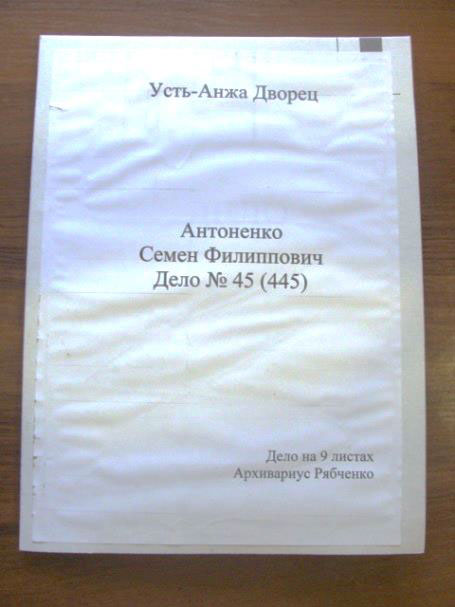 Усть-Анжа Дворец
Антоненко
Семен Филиппович
Дело № 45 (445)
Дело на 9 листах
Архивариус Рябченко